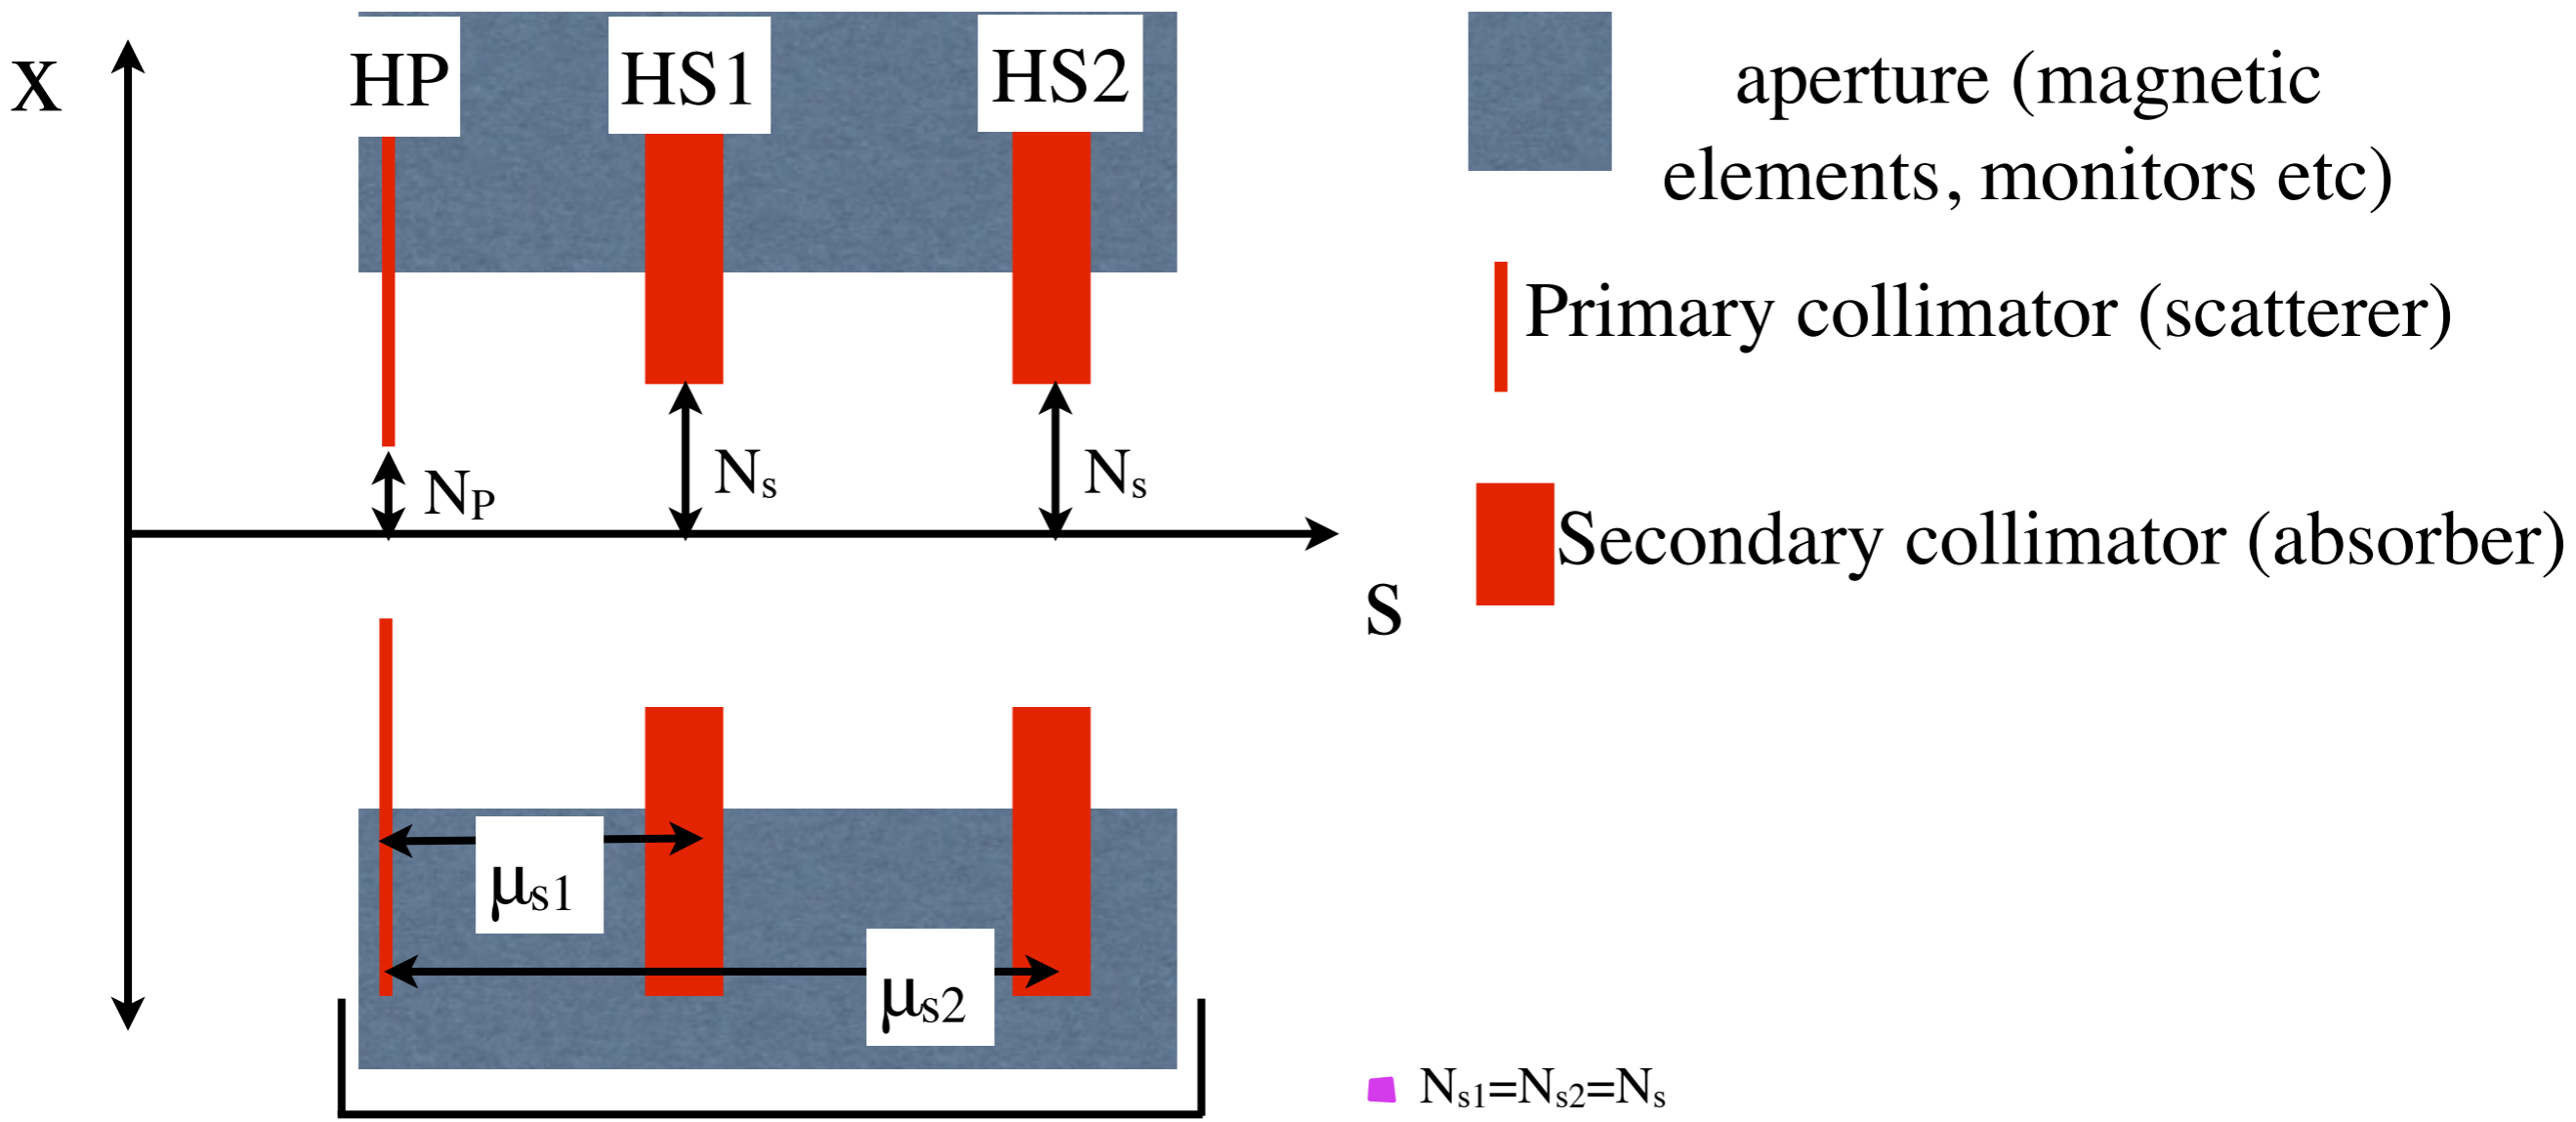 x
HP
HS1
HS2
aperture (magnetic
elements, monitors etc)
Primary collimator (scatterer)
Np
Ns
Ns
Secondary collimator (absorber)
s
μs1
μs2
Ns1=Ns2=Ns